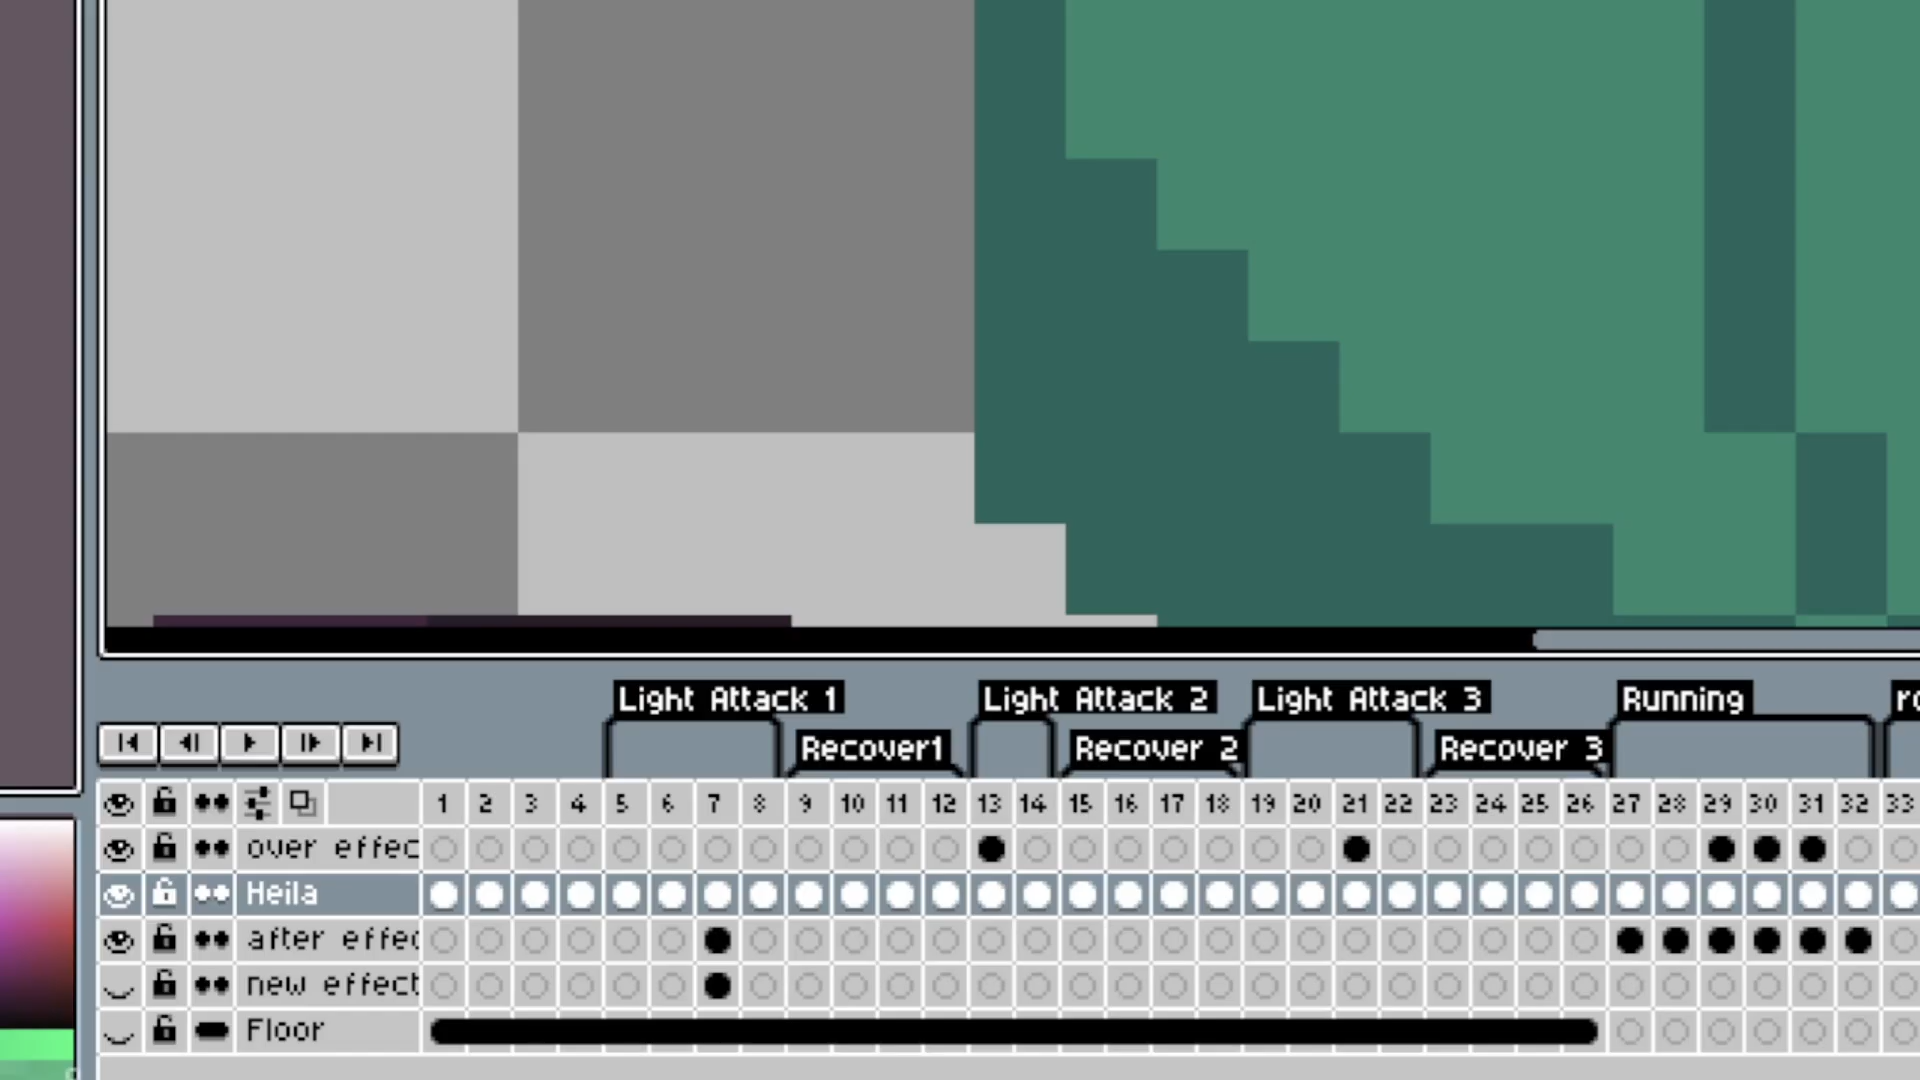 Light Attack 1 Light Attack 2 Light Attack 3 Running
Recover1 Recover 2 Recover 3
1 2 3 4 5 6 7 8 9 10 11 12 13 14 15 16 17 18 19 20 21 22 23 24 25 26 27 28 29 30 31 32 33
over effec
Heila
after effec
new effect
Floor